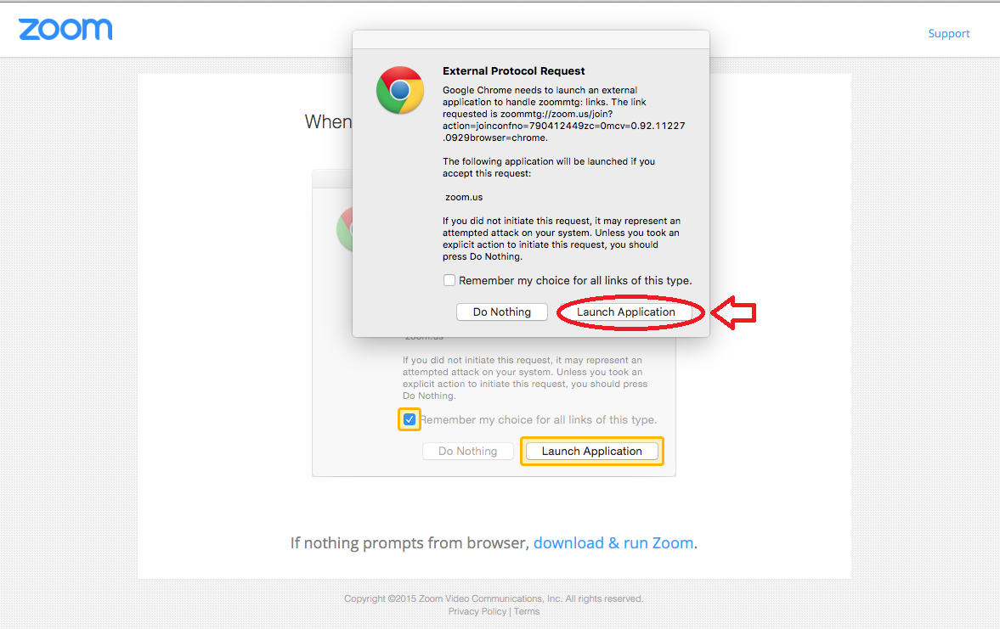 zoom
Support
When
External Protocol Request
Google Chrome needs to launch an external
application to handle zoommtg: links. The link
requested is zoommtg://zoom.us/join?
action=joinconfno=790412449zc=0mcv=0.92.11227
.0929browser=chrome.
The following application will be launched if you
accept this request:
zoom.us
If you did not initiate this request, it may represent an
attempted attack on your system. Unless you took an
explicit action to initiate this request, you should
press Do Nothing.
Remember my choice for all links of this type.
Do Nothing Launch Application
zoom.us
If you did not initiate this request, it may represent an
attempted attack on your system. Unless you took an
explicit action to initiate this request, you should press
Do Nothing.
Remember my choice for all links of this type.
Do Nothing Launch Application
If nothing prompts from browser, download & run Zoom.
Copyright ©2015 Zoom Video Communications, Inc. All rights reserved.
Privacy Policy | Terms